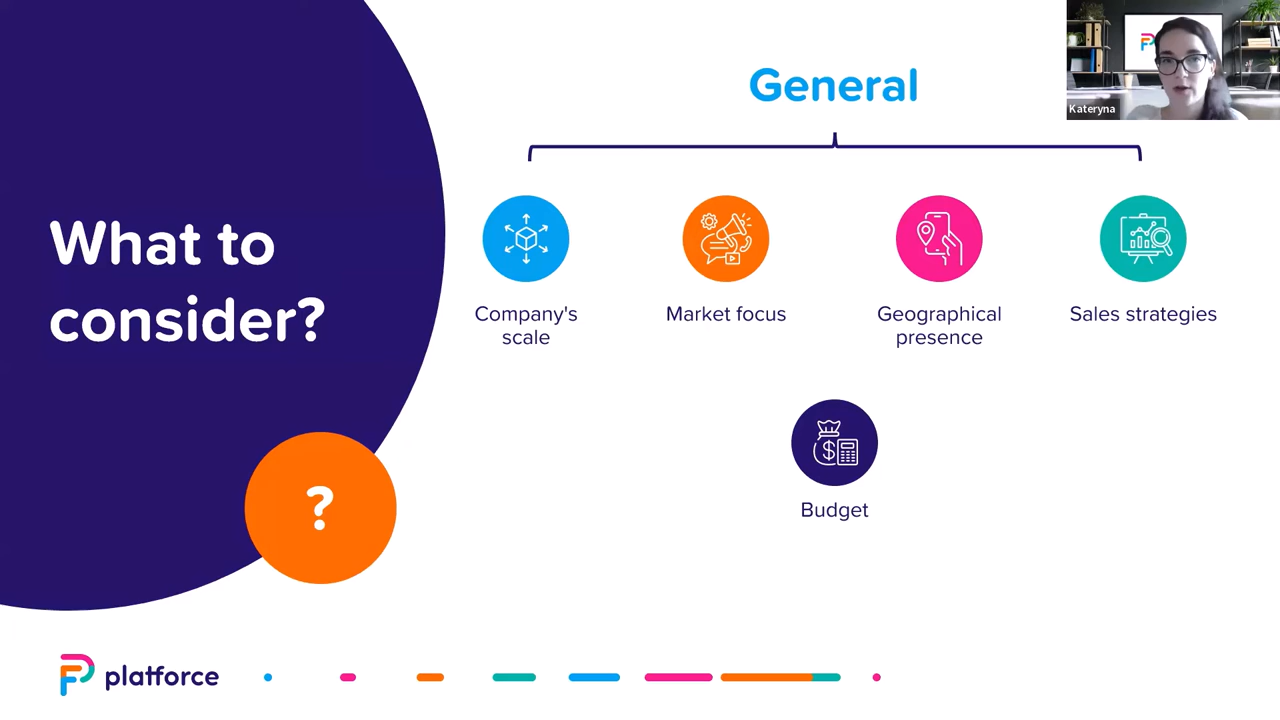 What to
consider?
?
General
Company's
scale
Market focus
Geographical
presence
Sales strategies
$
Budget
platforce
Kateryna